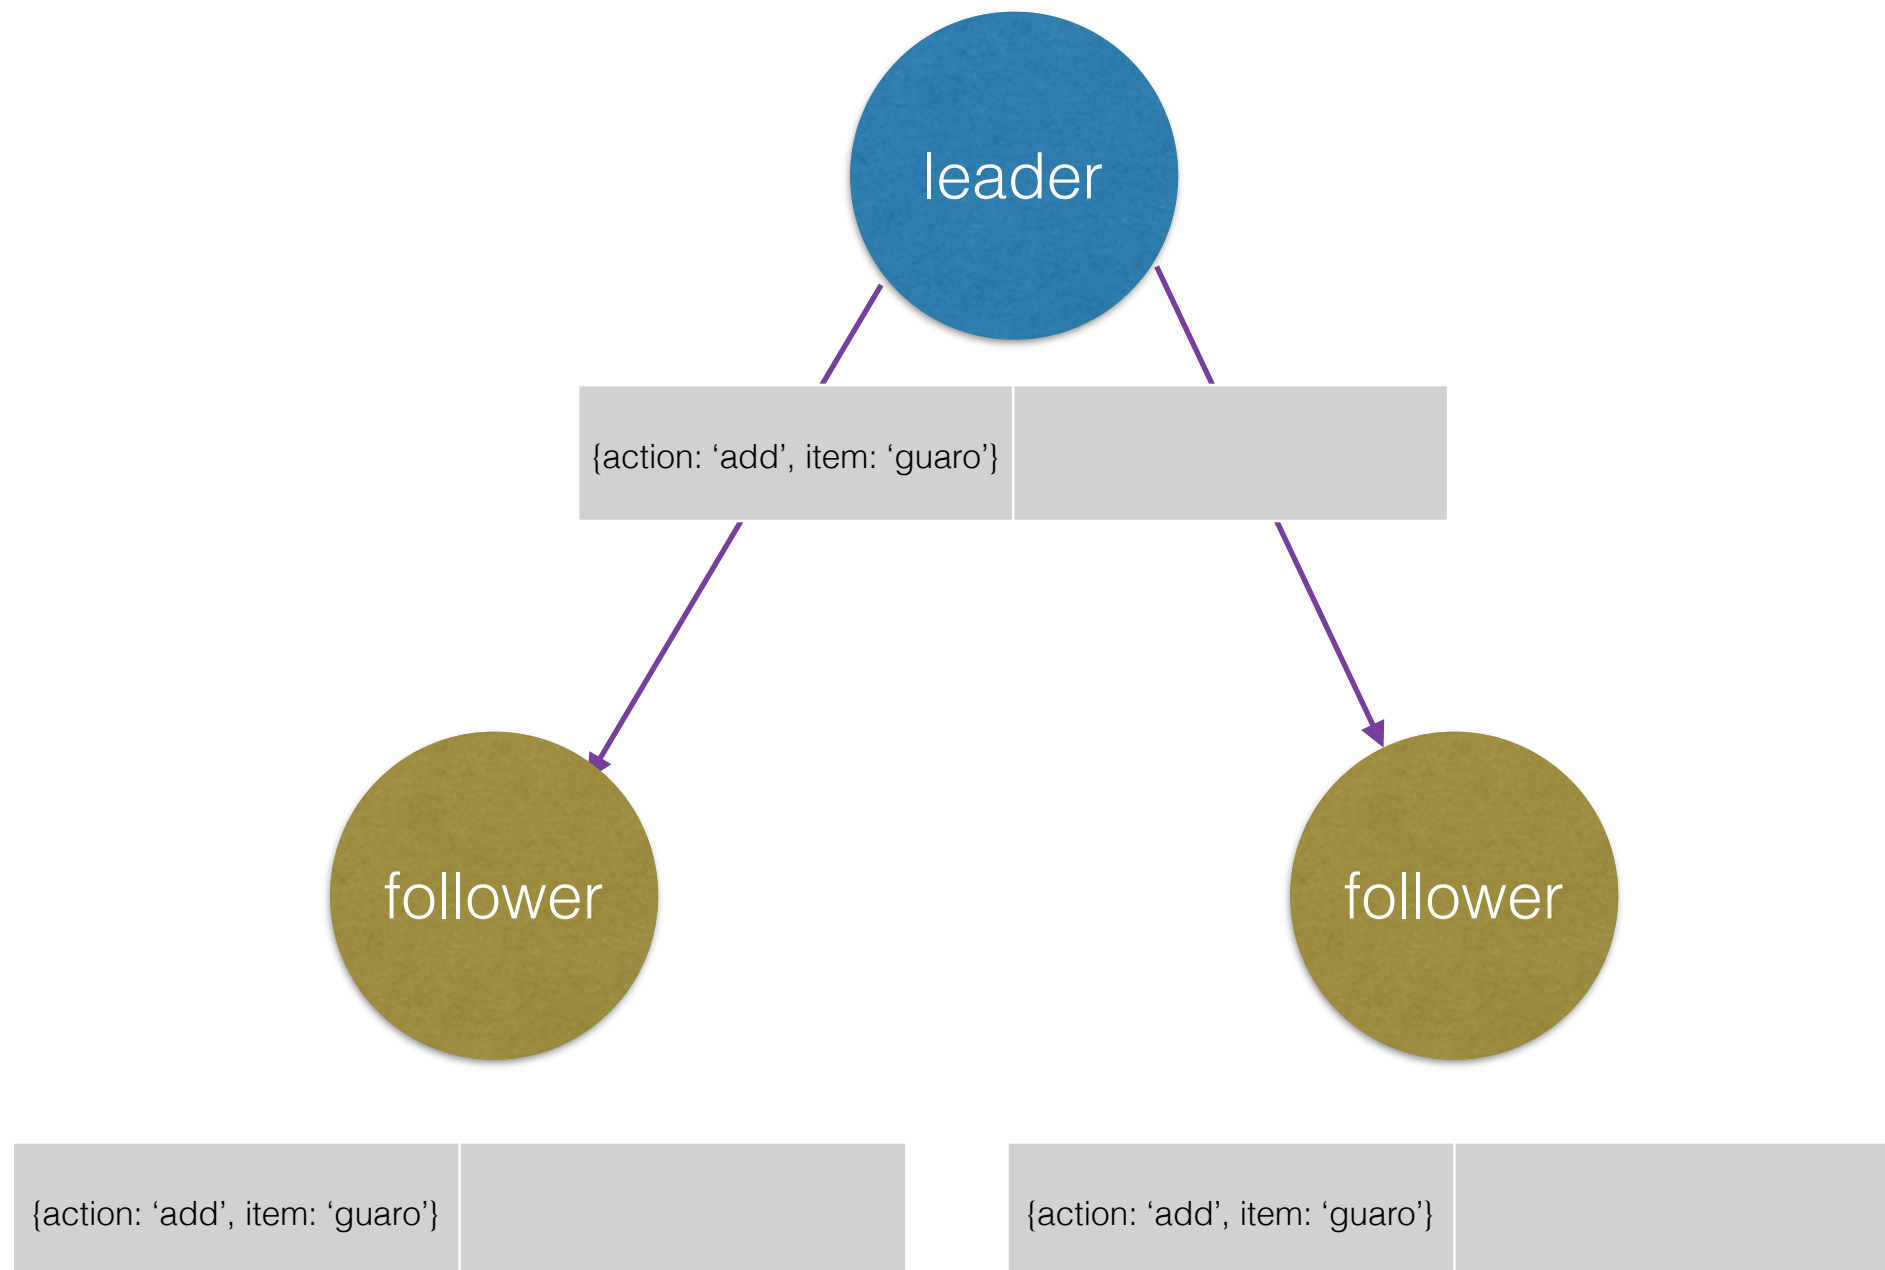 leader
{action: ‘add’, item: ‘guaro’}
follower
follower
{action: ‘add’, item: ‘guaro’}
{action: ‘add’, item: ‘guaro’}